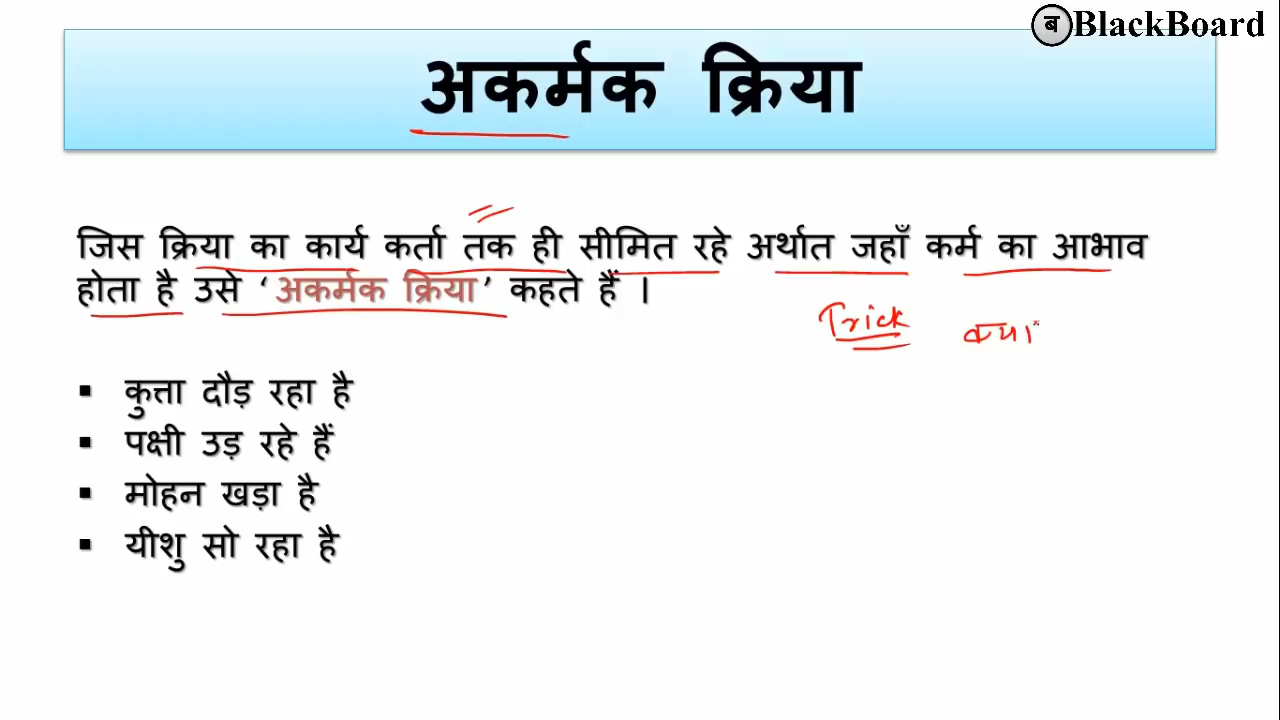 ब BlackBoard
अकर्मक क्रिया
जिस क्रिया का कार्य कर्ता तक ही सीमित रहे अर्थात जहाँ कर्म का आभाव
होता है उसे ‘अकर्मक क्रिया’ कहते हैं ।
Trick क्या
▪ कुत्ता दौड़ रहा है
▪ पक्षी उड़ रहे हैं
▪ मोहन खड़ा है
▪ यीशु सो रहा है